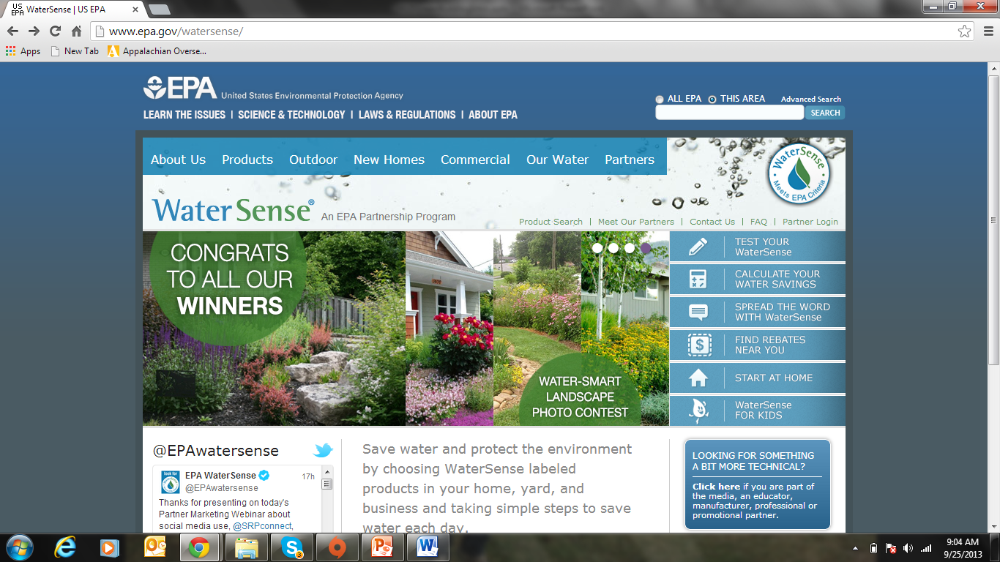 US
EPA
WaterSense | US EPA
www.epa.gov/watersense/
Apps
New Tab
Appalachian Overse...
EPA United States Environmental Protection Agency
ALL EPA
THIS AREA
Advanced Search
LEARN THE ISSUES | SCIENCE & TECHNOLOGY | LAWS & REGULATIONS | ABOUT EPA
SEARCH
About Us
Products
Outdoor
New Homes
Commercial
Our Water
Partners
WaterSense
Meets EPA Criteria
WaterSense® An EPA Partnership Program
Product Search | Meet Our Partners | Contact Us | FAQ | Partner Login
CONGRATS
TO ALL OUR
WINNERS
WATER-SMART
LANDSCAPE
PHOTO CONTEST
TEST YOUR
WaterSense
CALCULATE YOUR
WATER SAVINGS
SPREAD THE WORD
WITH WaterSense
$
FIND REBATES
NEAR YOU
START AT HOME
WaterSense
FOR KIDS
@EPAwatersense
look for
EPA WaterSense
17h
@EPAwatersense
Thanks for presenting on today's
Partner Marketing Webinar about
social media use, @SRPconnect,
Save water and protect the environment
by choosing WaterSense labeled
products in your home, yard, and
business and taking simple steps to save
water each day.
LOOKING FOR SOMETHING
A BIT MORE TECHNICAL?
Click here if you are part of
the media, an educator,
manufacturer, professional or
promotional partner.
3
9:04 AM
9/25/2013